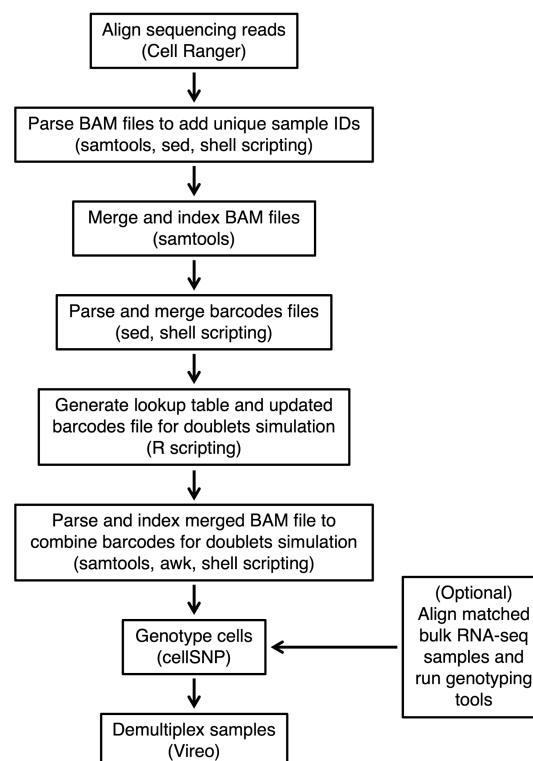 Align sequencing reads
(Cell Ranger)
Parse BAM files to add unique sample IDs
(samtools, sed, shell scripting)
Merge and index BAM files
(samtools)
Parse and merge barcodes files
(sed, shell scripting)
Generate lookup table and updated
barcodes file for doublets simulation
(R scripting)
Parse and index merged BAM file to
combine barcodes for doublets simulation
(samtools, awk, shell scripting)
(Optional)
Align matched
bulk RNA-seq
samples and
run genotyping
tools
Genotype cells
(cellSNP)
Demultiplex samples
(Vireo)